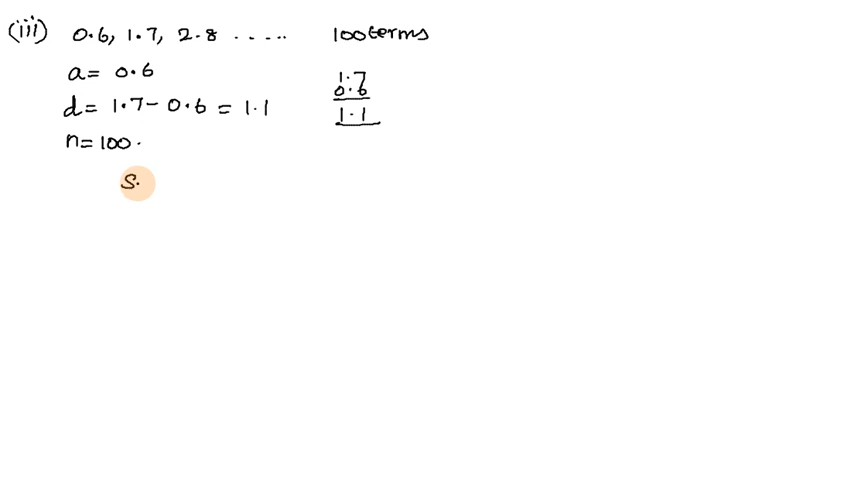 (iii) 0.6, 1.7, 2.8 ..... 100terms
a = 0.6
1.7
d = 1.7 - 0.6 = 1.1
0.6
1.1
n = 100.
S.